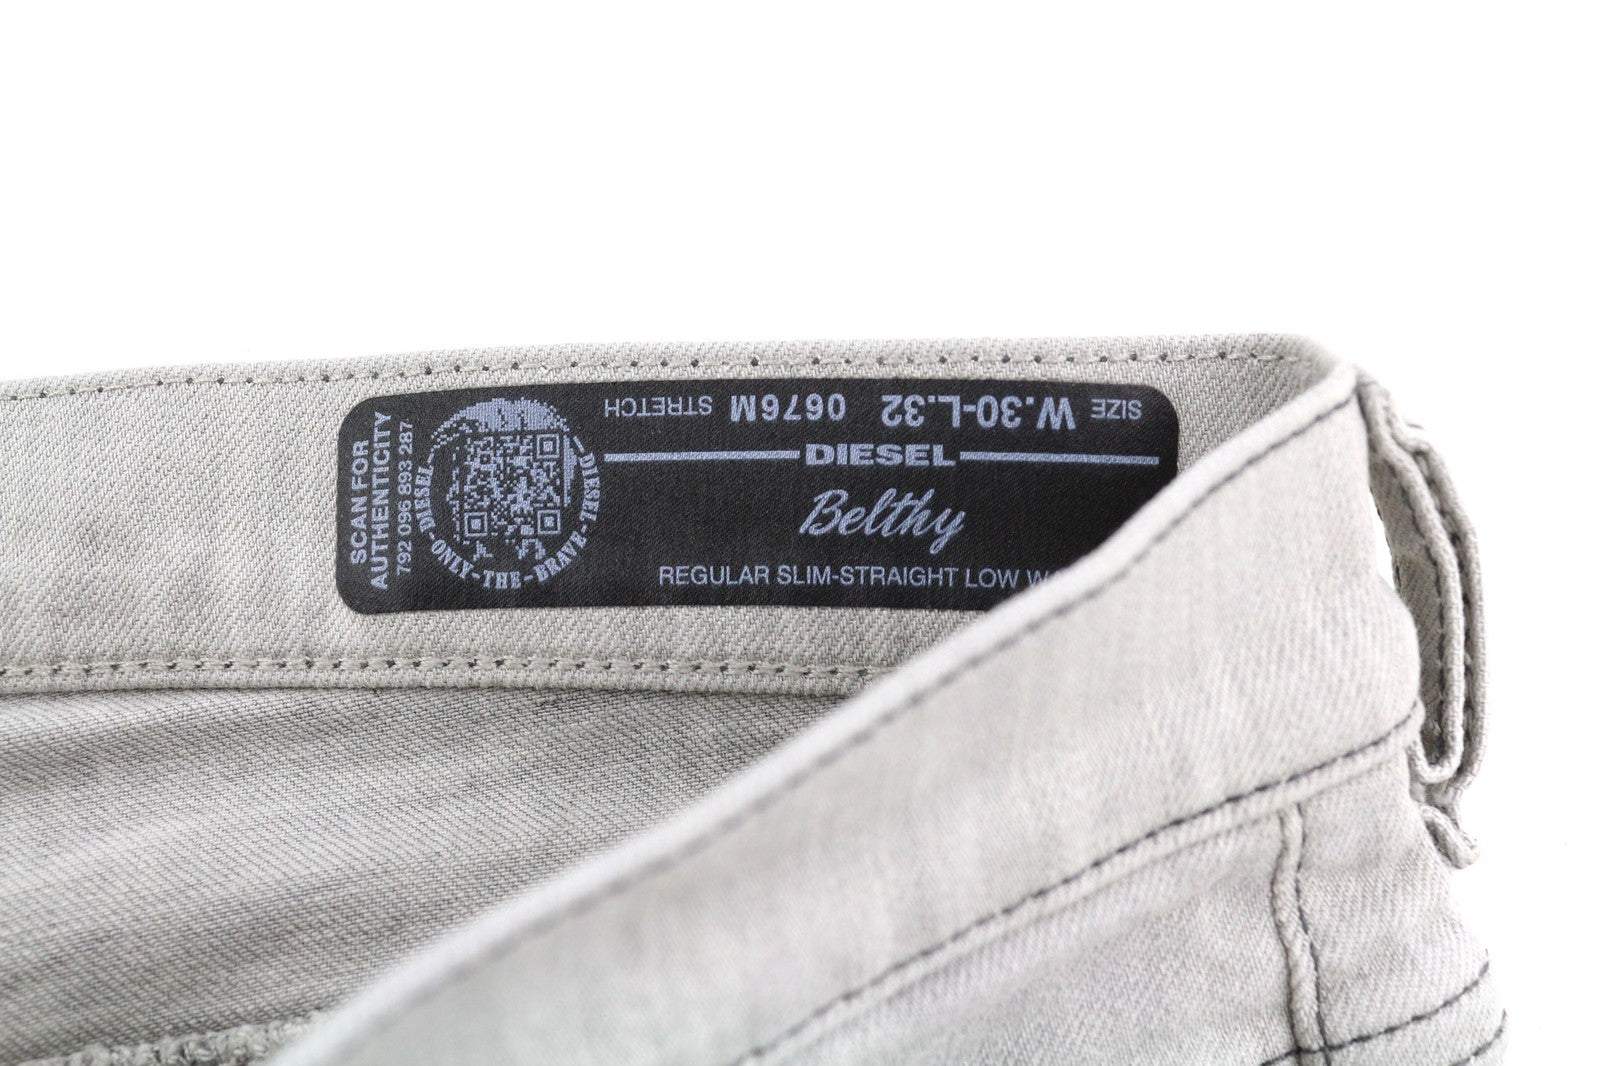 SCAN FOR
AUTHENTICITY
792 096 893 287
DIESEL-ONLY-THE-BRAVE-DIESEL
SIZE W.30-L.32 0676M STRETCH
DIESEL
Belthy
REGULAR SLIM-STRAIGHT LOW